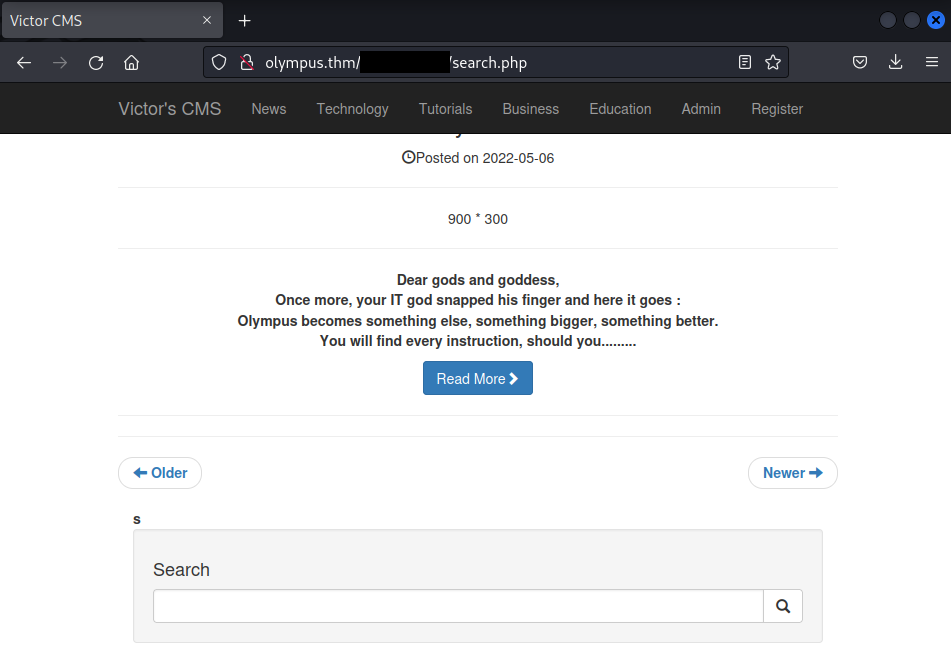 Victor CMS
olympus.thm/ /search.php
Victor's CMS News Technology Tutorials Business Education Admin Register
Posted on 2022-05-06
900 * 300
Dear gods and goddess,
Once more, your IT god snapped his finger and here it goes :
Olympus becomes something else, something bigger, something better.
You will find every instruction, should you.........
Read More
Older Newer
s
Search